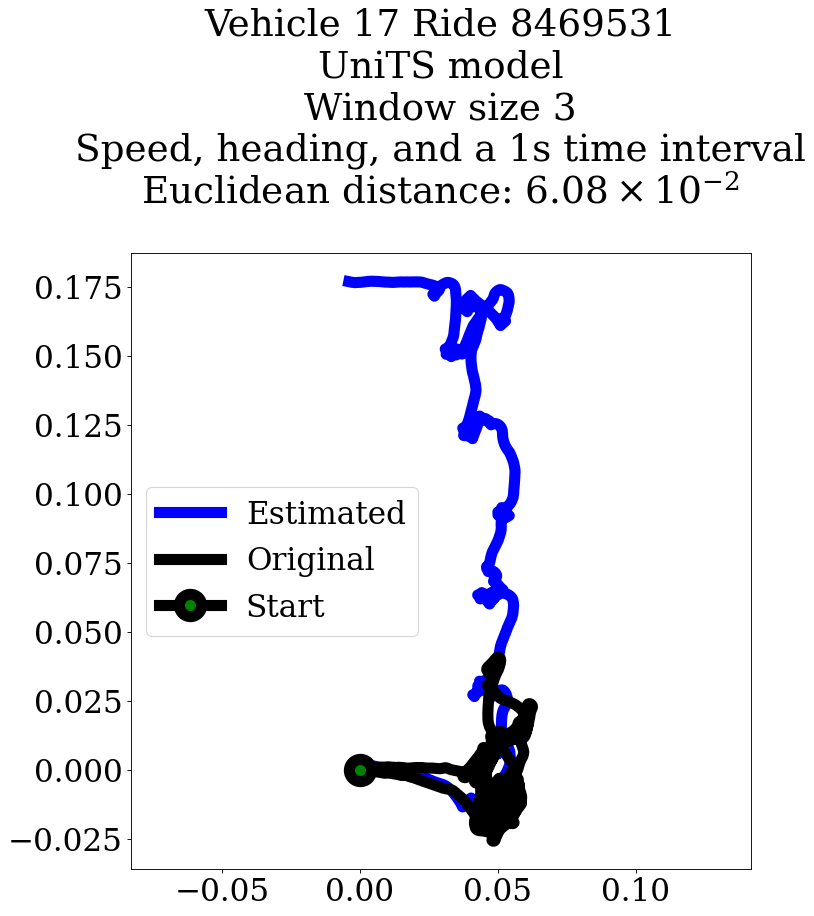 Vehicle 17 Ride 8469531
UniTS model
Window size 3
Speed, heading, and a 1s time interval
Euclidean distance: 6.08 × 10⁻²
0.175
0.150
0.125
0.100
0.075
0.050
0.025
0.000
−0.025
Estimated
Original
Start
−0.05
0.00
0.05
0.10